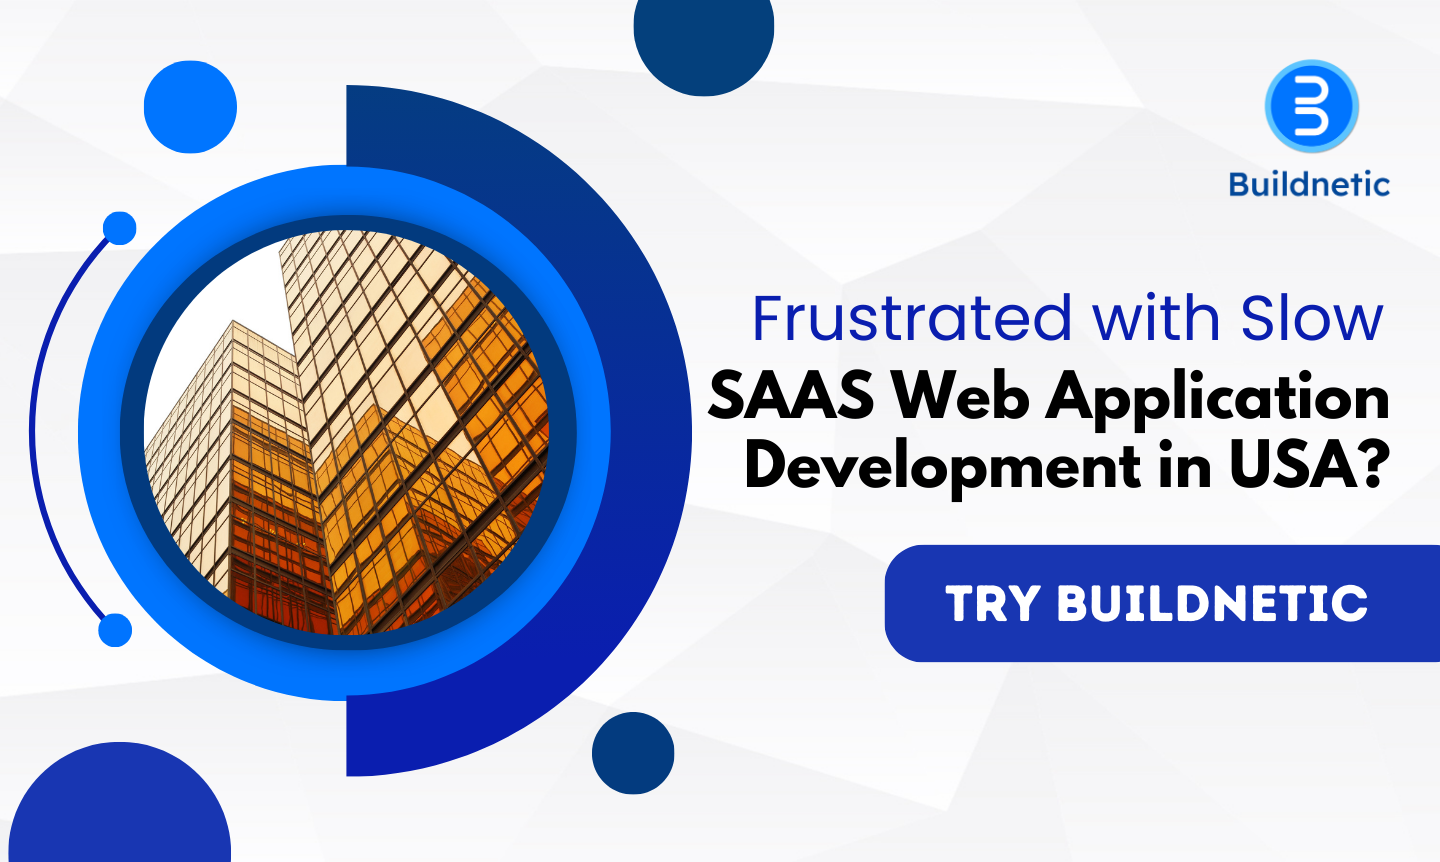 Buildnetic
Frustrated with Slow
SAAS Web Application
Development in USA?
TRY BUILDNETIC